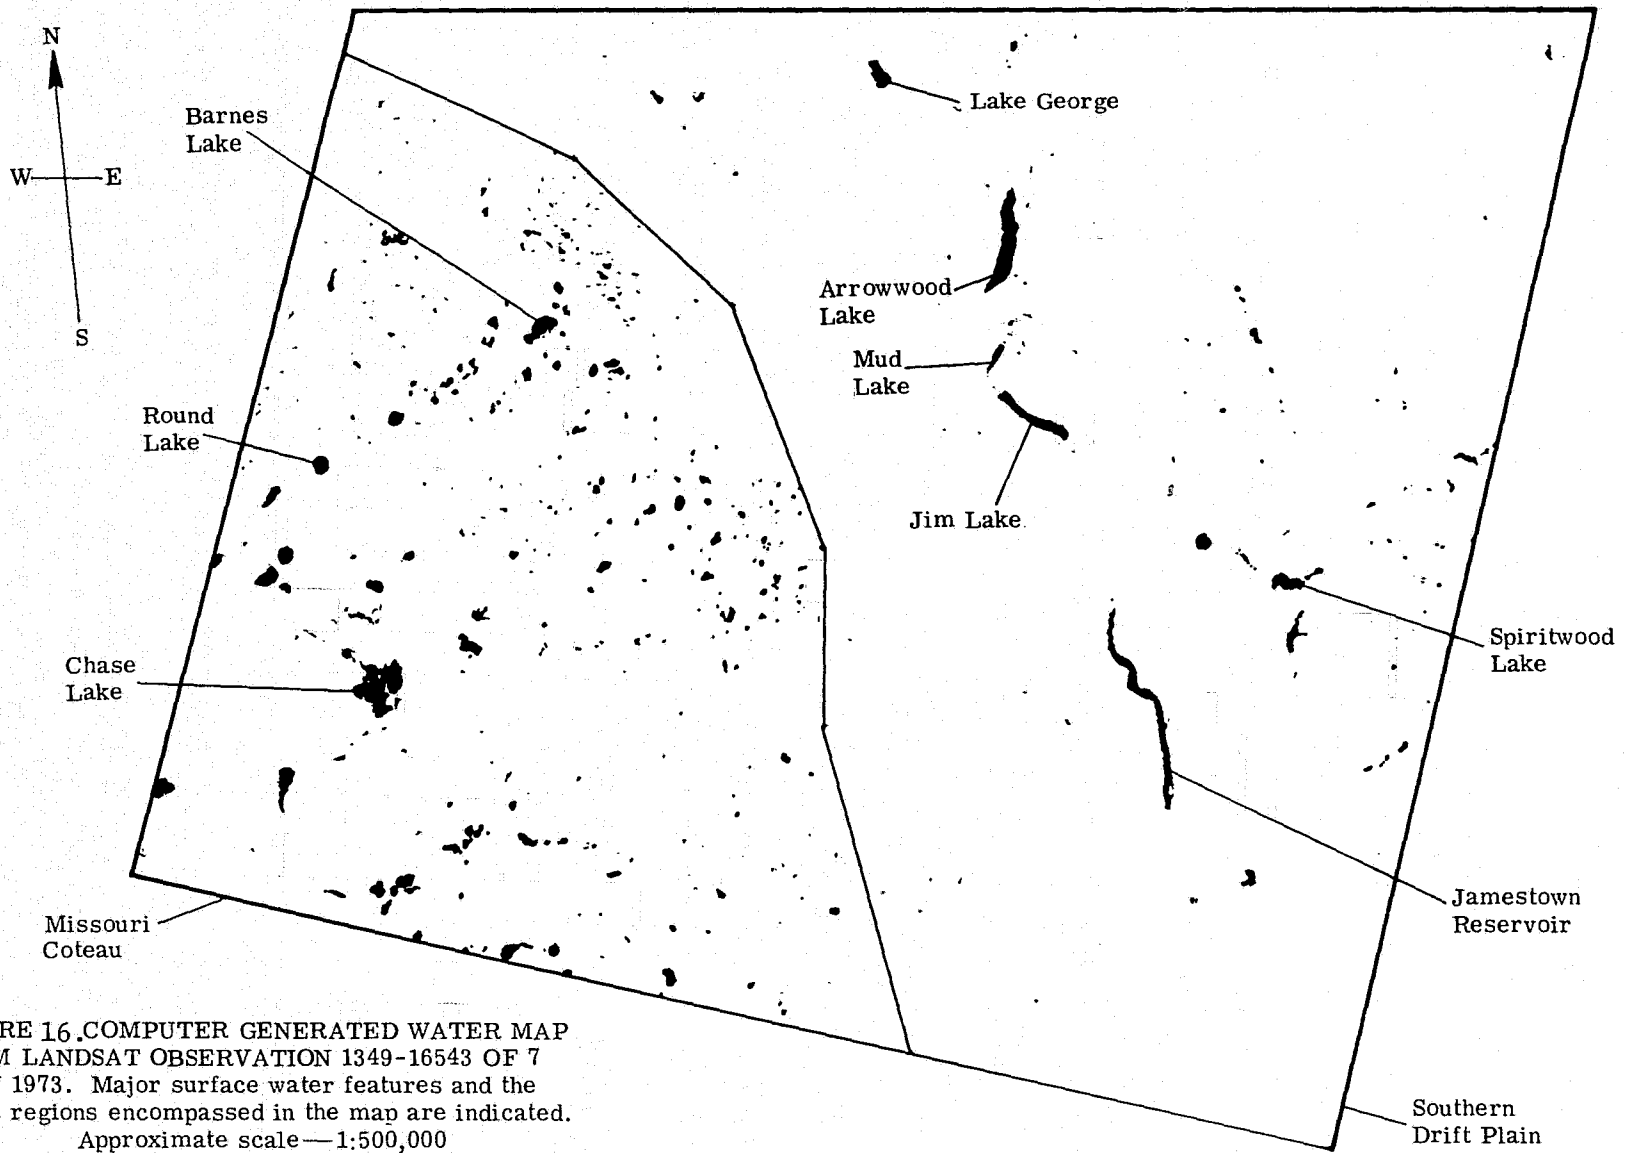 N
Lake George
Barnes
Lake
W
E
Arrowwood
Lake
S
Mud
Lake
Round
Lake
Jim Lake
Spiritwood
Lake
Chase
Lake
Jamestown
Reservoir
Missouri
Coteau
RE 16. COMPUTER GENERATED WATER MAP
LANDSAT OBSERVATION 1349-16543 OF 7
1973. Major surface water features and the
regions encompassed in the map are indicated.
Approximate scale—1:500,000
Southern
Drift Plain